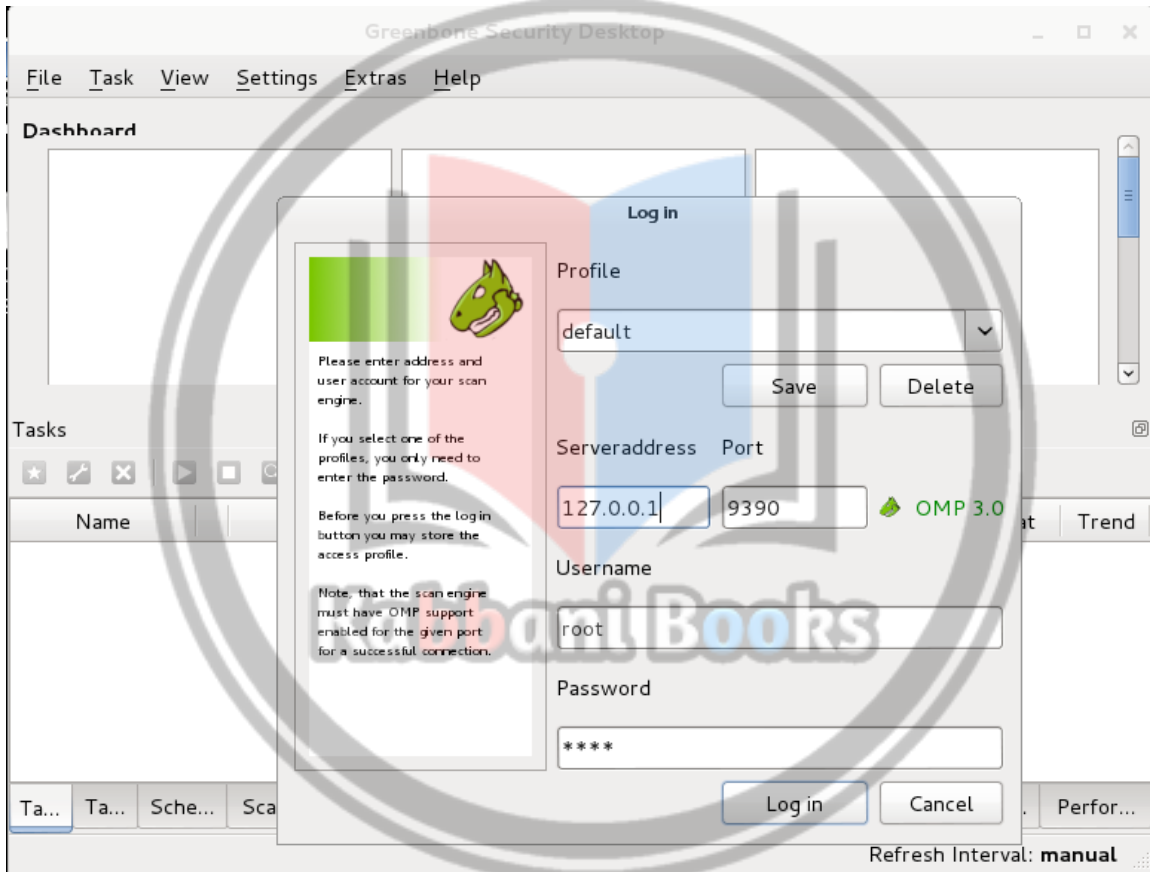 Greenbone Security Desktop
File Task View Settings Extras Help
Dashboard
Log in
Please enter address and
user account for your scan
engine.
If you select one of the
profiles, you only need to
enter the password.
Before you press the login
button you may store the
access profile.
Note, that the scan engine
must have OMP support
enabled for the given port
for a successful connection.
Profile
default
Save Delete
Serveraddress Port
127.0.0.1 9390 OMP 3.0
Username
root
Password
****
Log in Cancel
Tasks
Name at Trend
Ta... Ta... Sche... Sca . Perfor...
Refresh Interval: manual
Kabbani Books